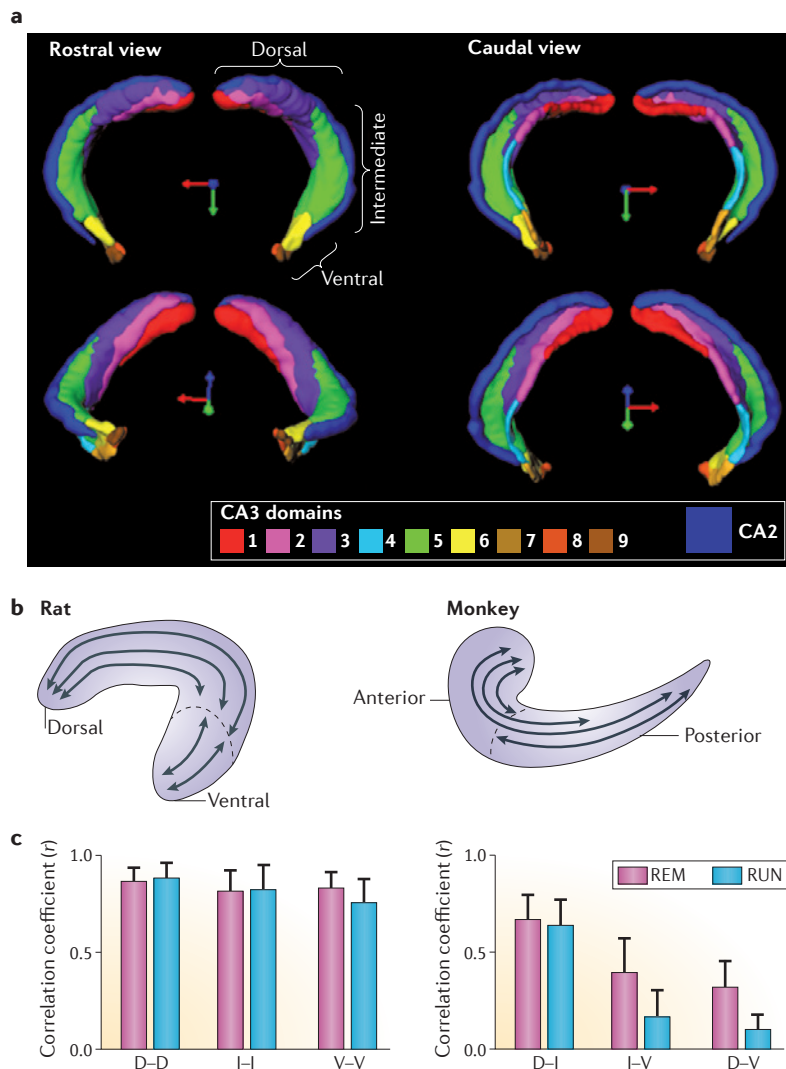 a
Rostral view
Dorsal
Caudal view
Intermediate
Ventral
CA3 domains
1 2 3 4 5 6 7 8 9
CA2
b Rat
Monkey
Dorsal
Ventral
Anterior
Posterior
c
Correlation coefficient (r)
1.0
0.5
0
D–D I–I V–V
Correlation coefficient (r)
1.0
0.5
0
REM RUN
D–I I–V D–V